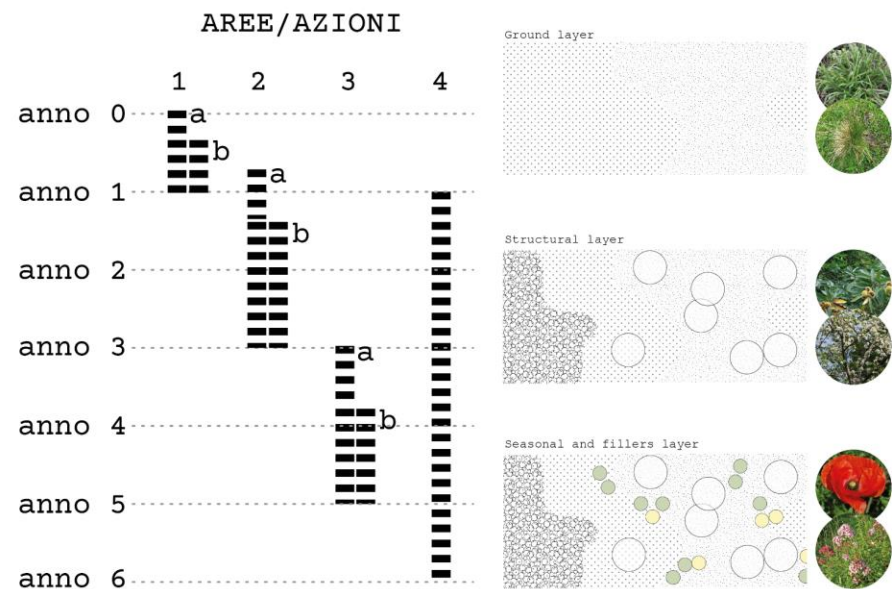 AREE/AZIONI
1 2 3 4
anno 0 a
b
a
anno 1
b
anno 2
anno 3 a
anno 4 b
anno 5
anno 6
Ground layer
Structural layer
Seasonal and fillers layer